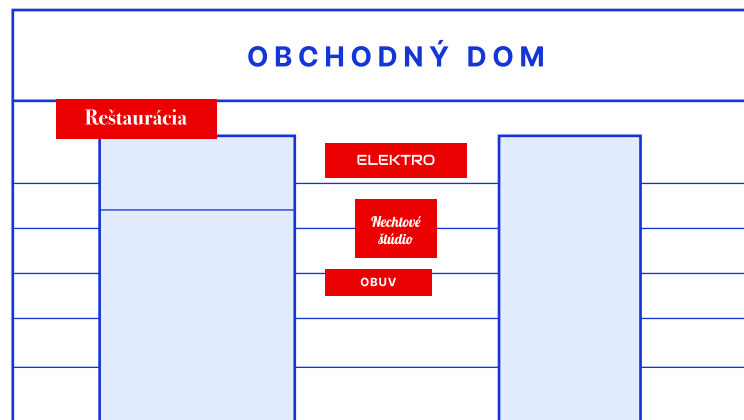 OBCHODNÝ DOM
Reštaurácia
ELEKTRO
Nechtové
štúdio
OBUV